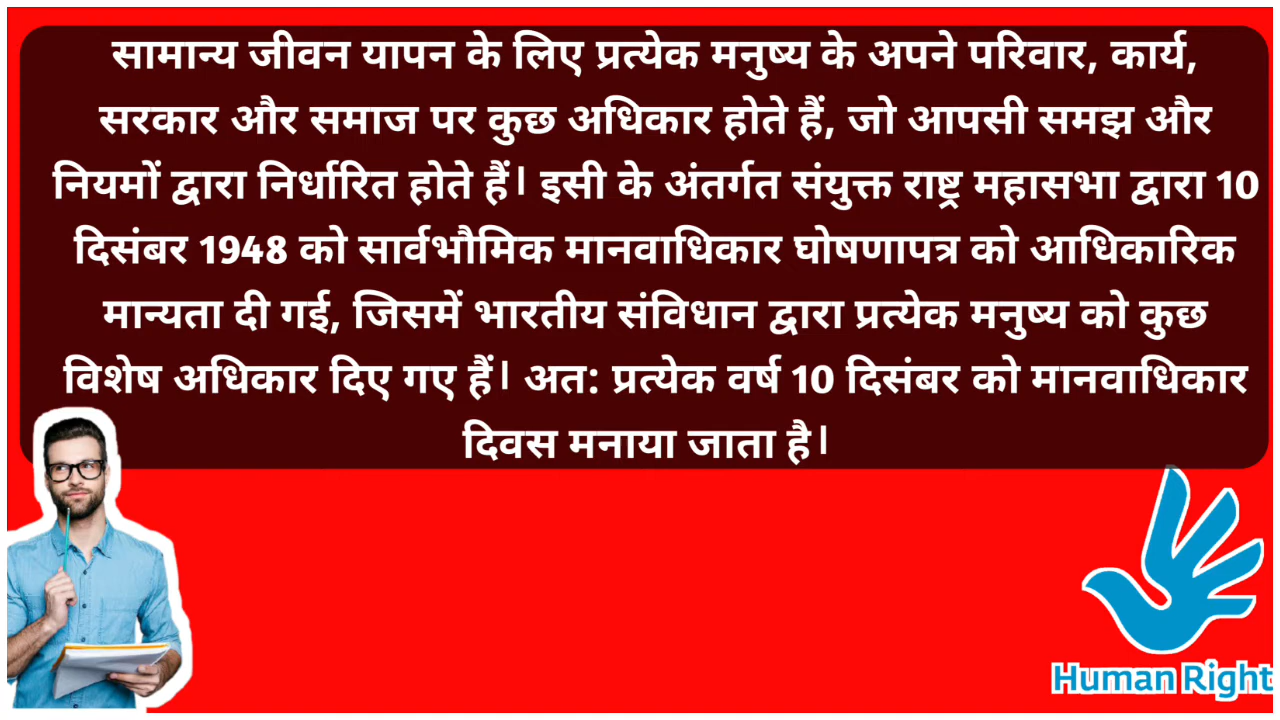 सामान्य जीवन यापन के लिए प्रत्येक मनुष्य के अपने परिवार, कार्य,
सरकार और समाज पर कुछ अधिकार होते हैं, जो आपसी समझ और
नियमों द्वारा निर्धारित होते हैं। इसी के अंतर्गत संयुक्त राष्ट्र महासभा द्वारा 10
दिसंबर 1948 को सार्वभौमिक मानवाधिकार घोषणापत्र को आधिकारिक
मान्यता दी गई, जिसमें भारतीय संविधान द्वारा प्रत्येक मनुष्य को कुछ
विशेष अधिकार दिए गए हैं। अत: प्रत्येक वर्ष 10 दिसंबर को मानवाधिकार
दिवस मनाया जाता है।
Human Right